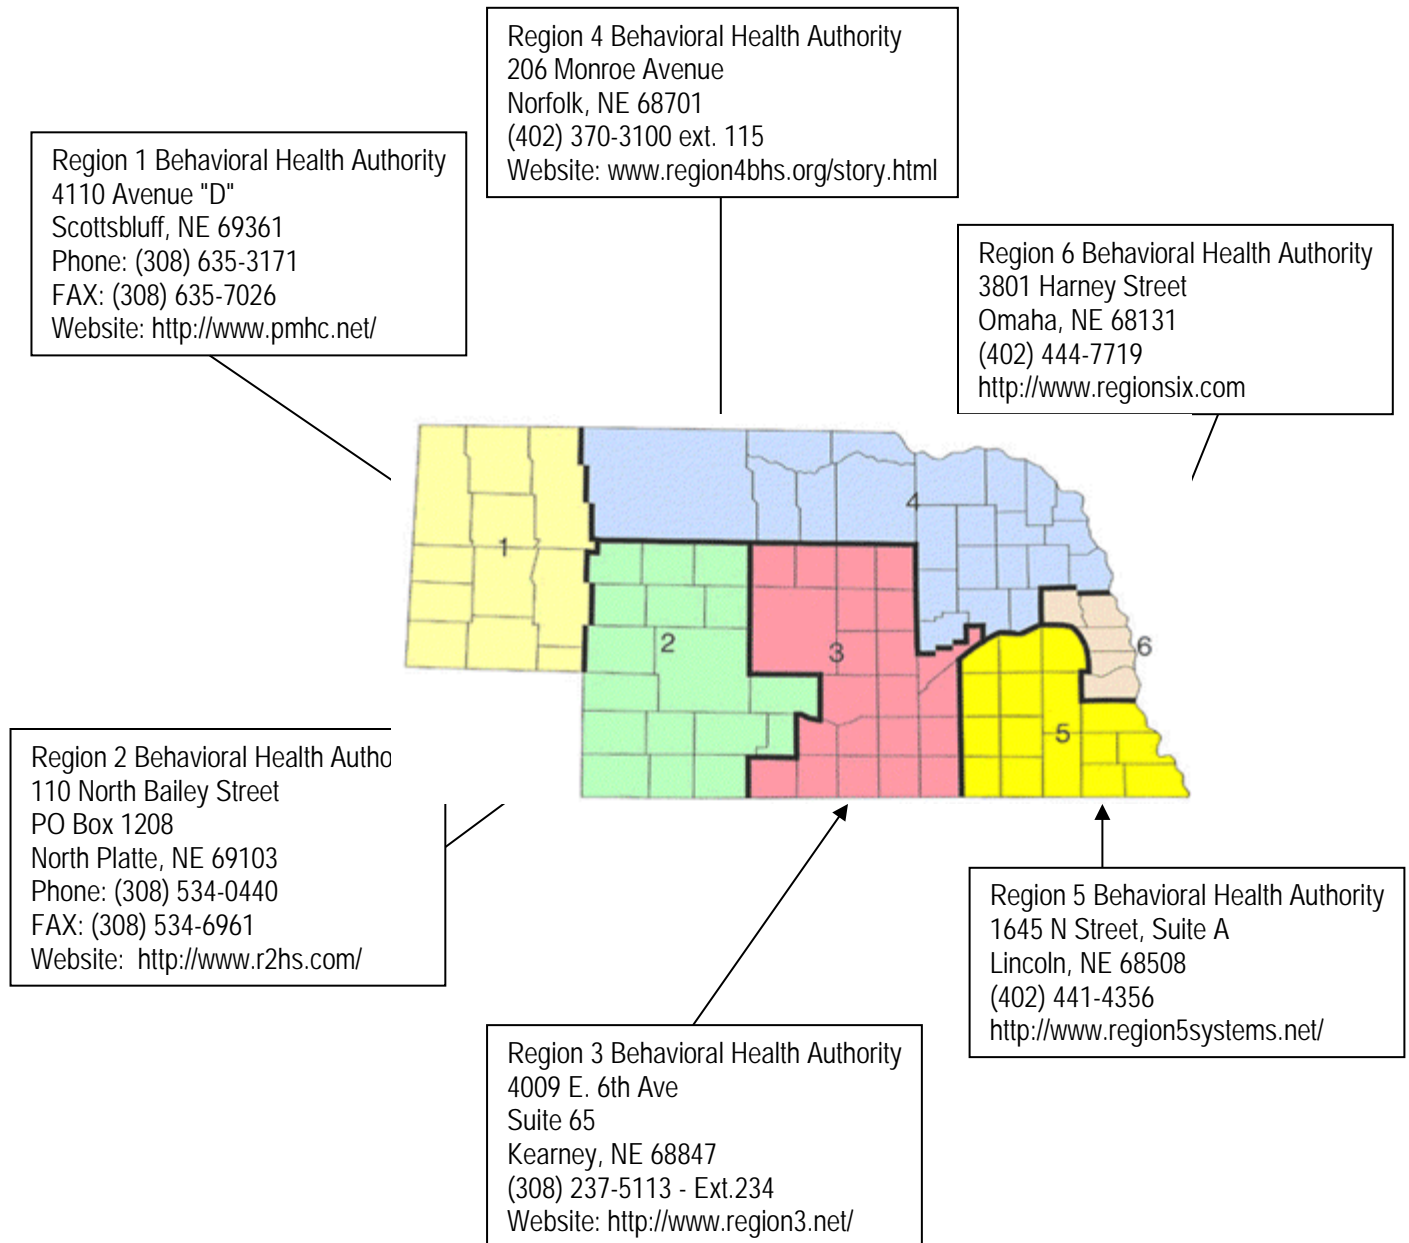 Region 4 Behavioral Health Authority
206 Monroe Avenue
Norfolk, NE 68701
(402) 370-3100 ext. 115
Website: www.region4bhs.org/story.html
Region 1 Behavioral Health Authority
4110 Avenue "D"
Scottsbluff, NE 69361
Phone: (308) 635-3171
FAX: (308) 635-7026
Website: http://www.pmhc.net/
Region 6 Behavioral Health Authority
3801 Harney Street
Omaha, NE 68131
(402) 444-7719
http://www.regionsix.com
4
1
2
3
6
5
Region 2 Behavioral Health Autho
110 North Bailey Street
PO Box 1208
North Platte, NE 69103
Phone: (308) 534-0440
FAX: (308) 534-6961
Website:  http://www.r2hs.com/
Region 5 Behavioral Health Authority
1645 N Street, Suite A
Lincoln, NE 68508
(402) 441-4356
http://www.region5systems.net/
Region 3 Behavioral Health Authority
4009 E. 6th Ave
Suite 65
Kearney, NE 68847
(308) 237-5113 - Ext.234
Website: http://www.region3.net/